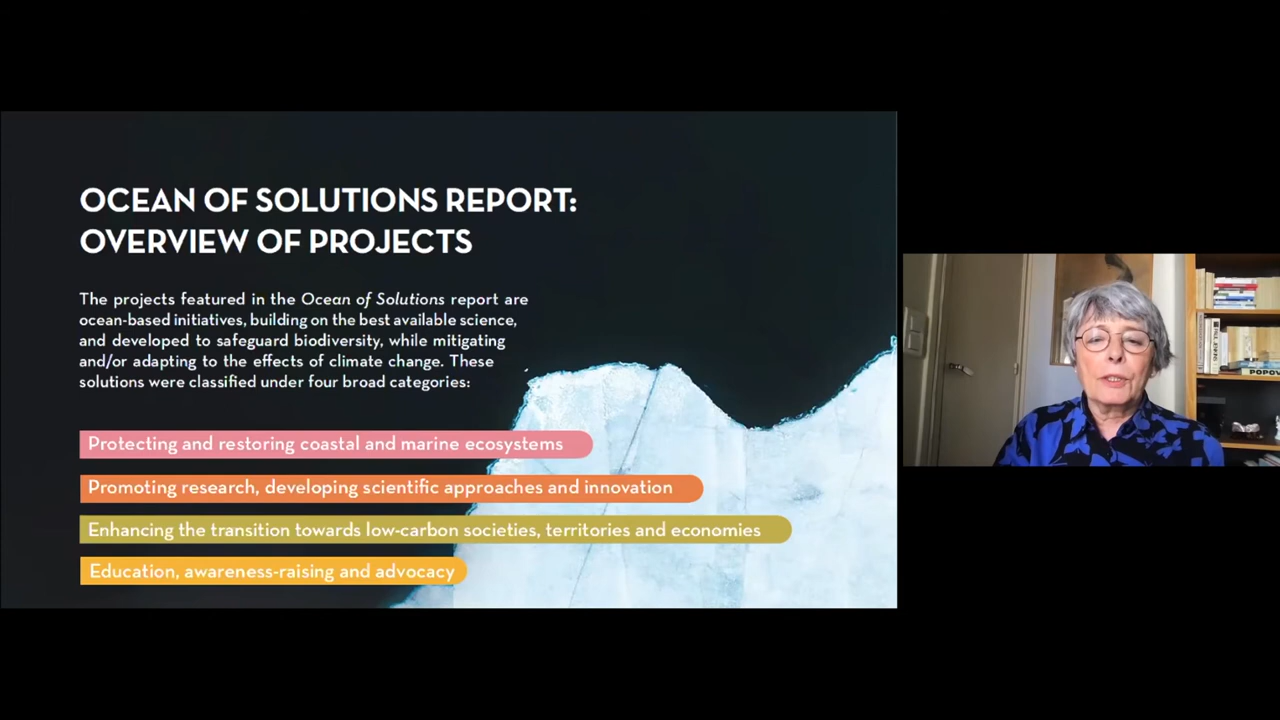 OCEAN OF SOLUTIONS REPORT:
OVERVIEW OF PROJECTS
The projects featured in the Ocean of Solutions report are
ocean-based initiatives, building on the best available science,
and developed to safeguard biodiversity, while mitigating
and/or adapting to the effects of climate change. These
solutions were classified under four broad categories:
Protecting and restoring coastal and marine ecosystems
Promoting research, developing scientific approaches and innovation
Enhancing the transition towards low-carbon societies, territories and economies
Education, awareness-raising and advocacy
POPOV